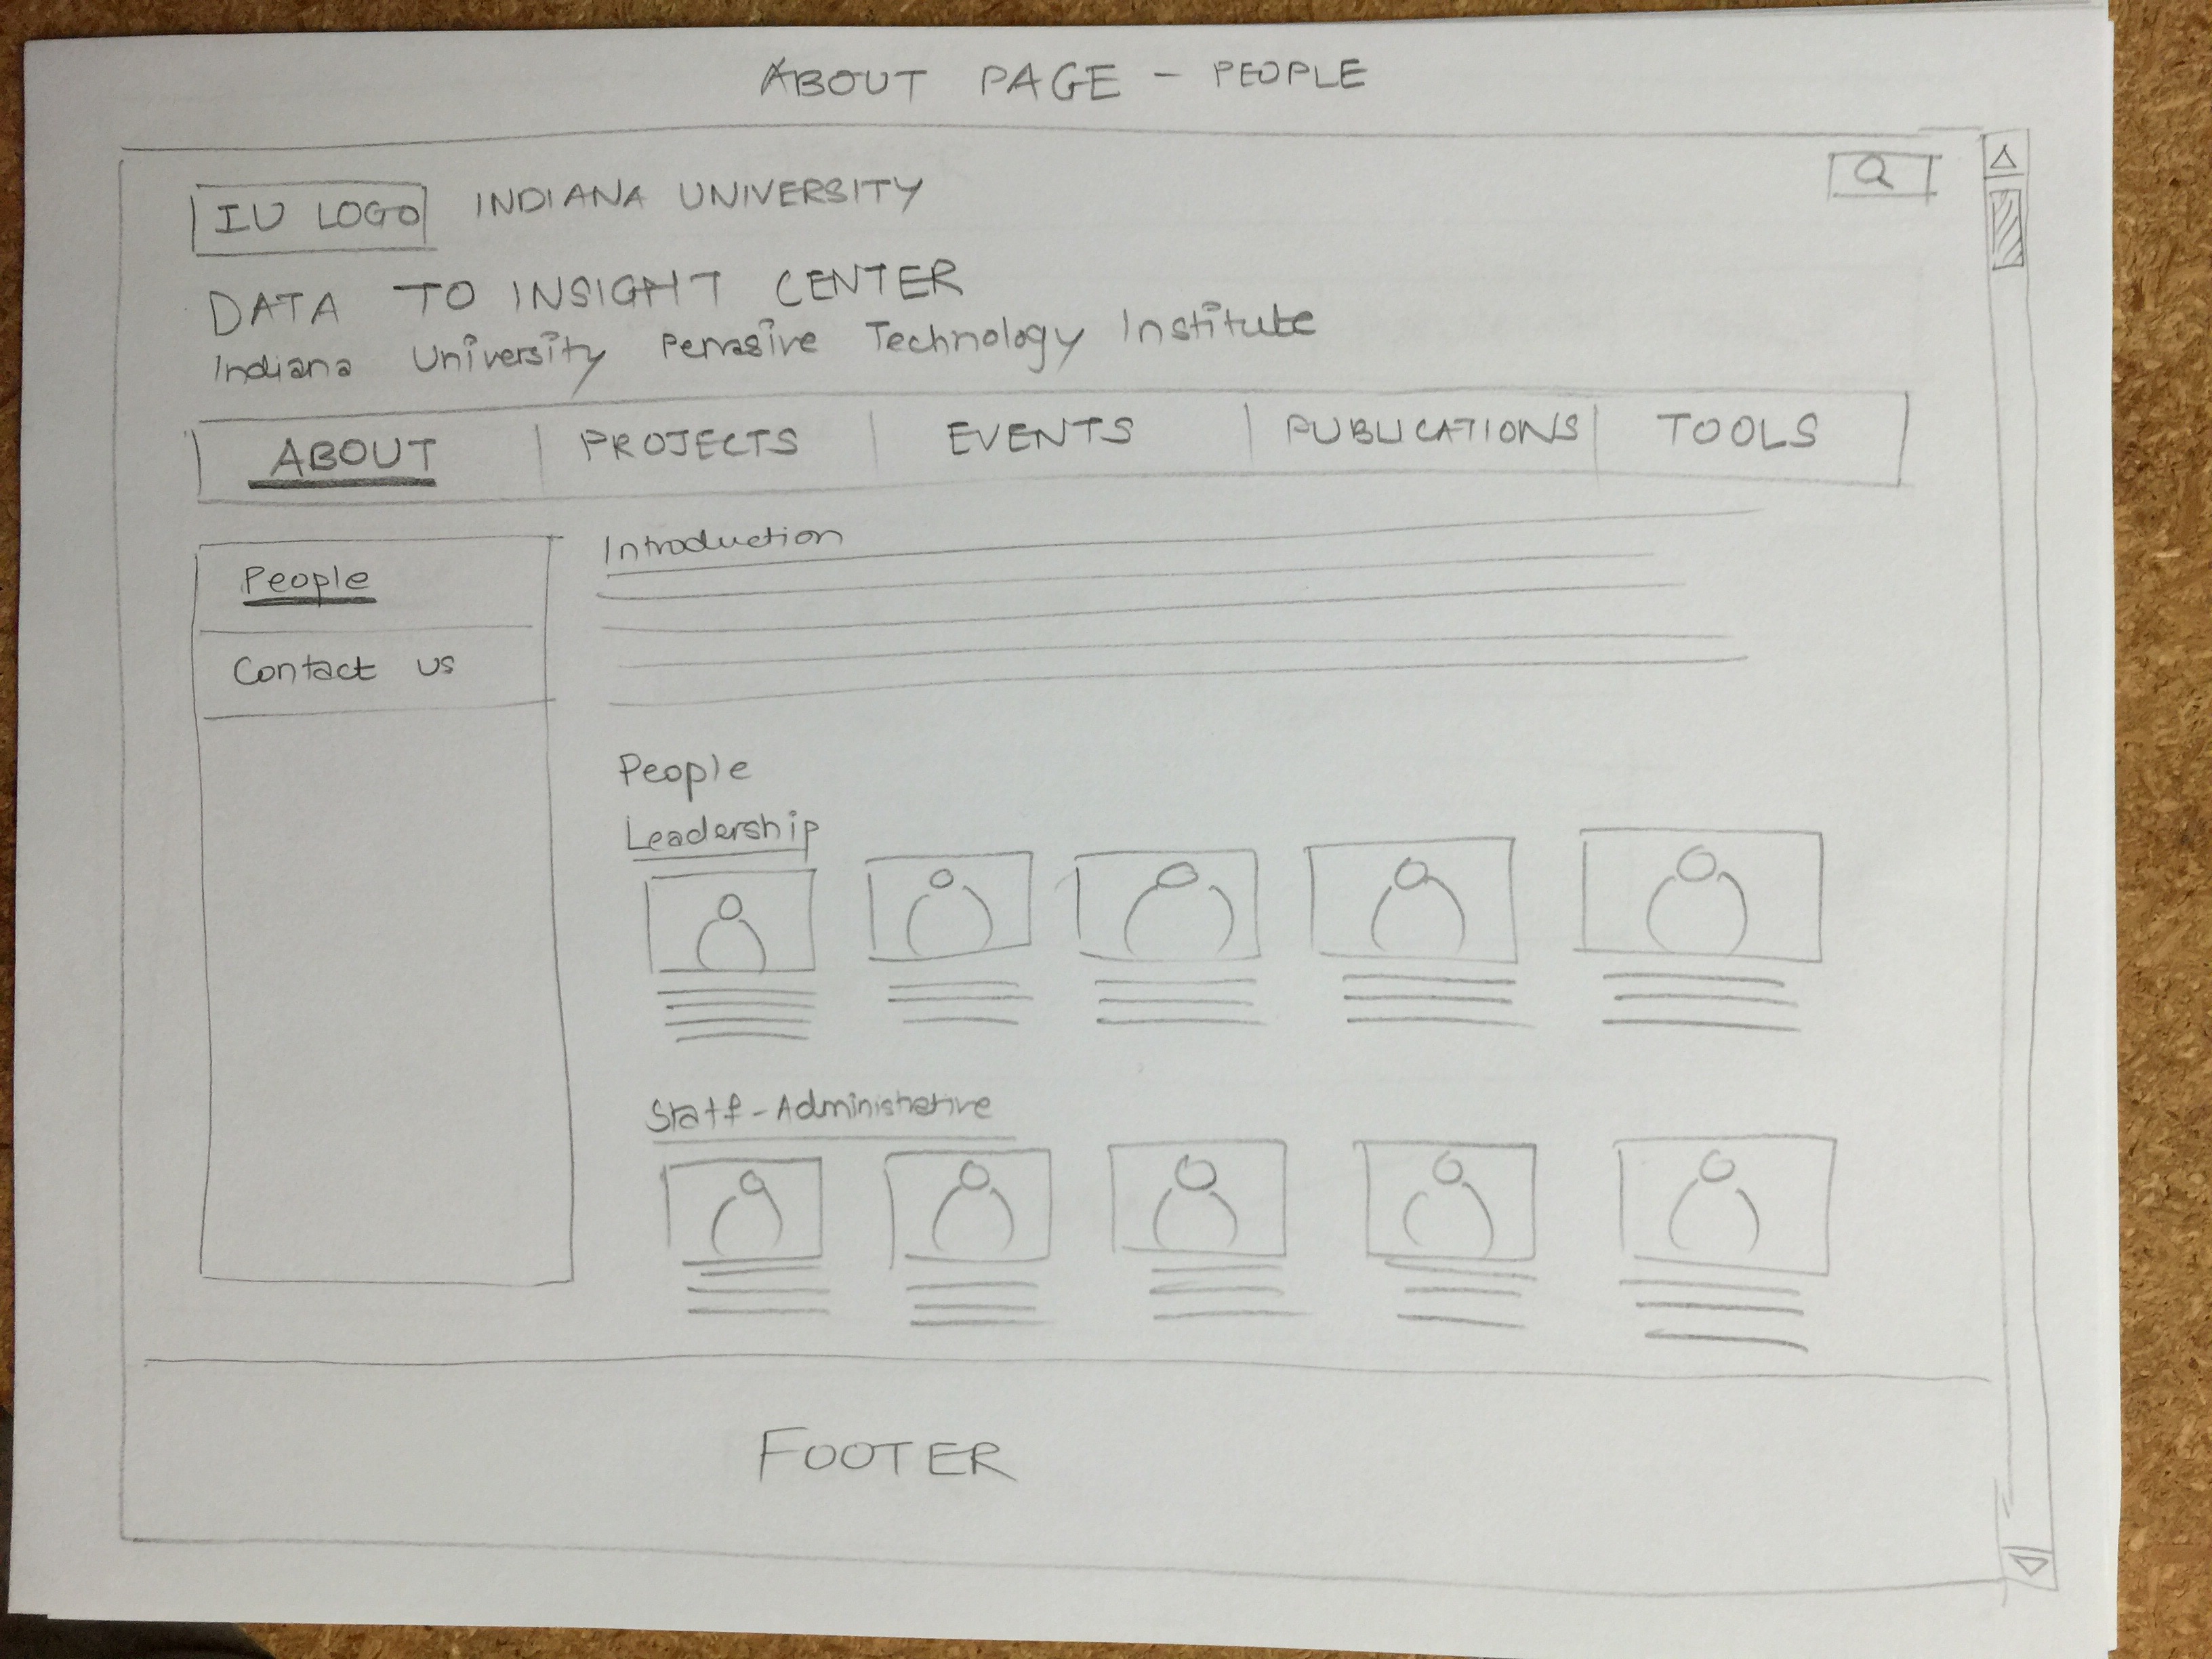 ABOUT PAGE - PEOPLE
IU LOGO INDIANA UNIVERSITY
DATA TO INSIGHT CENTER
Indiana University Pervasive Technology Institute
ABOUT PROJECTS EVENTS PUBLICATIONS TOOLS
People
Contact us
Introduction
People
Leadership
Staff - Administrative
FOOTER